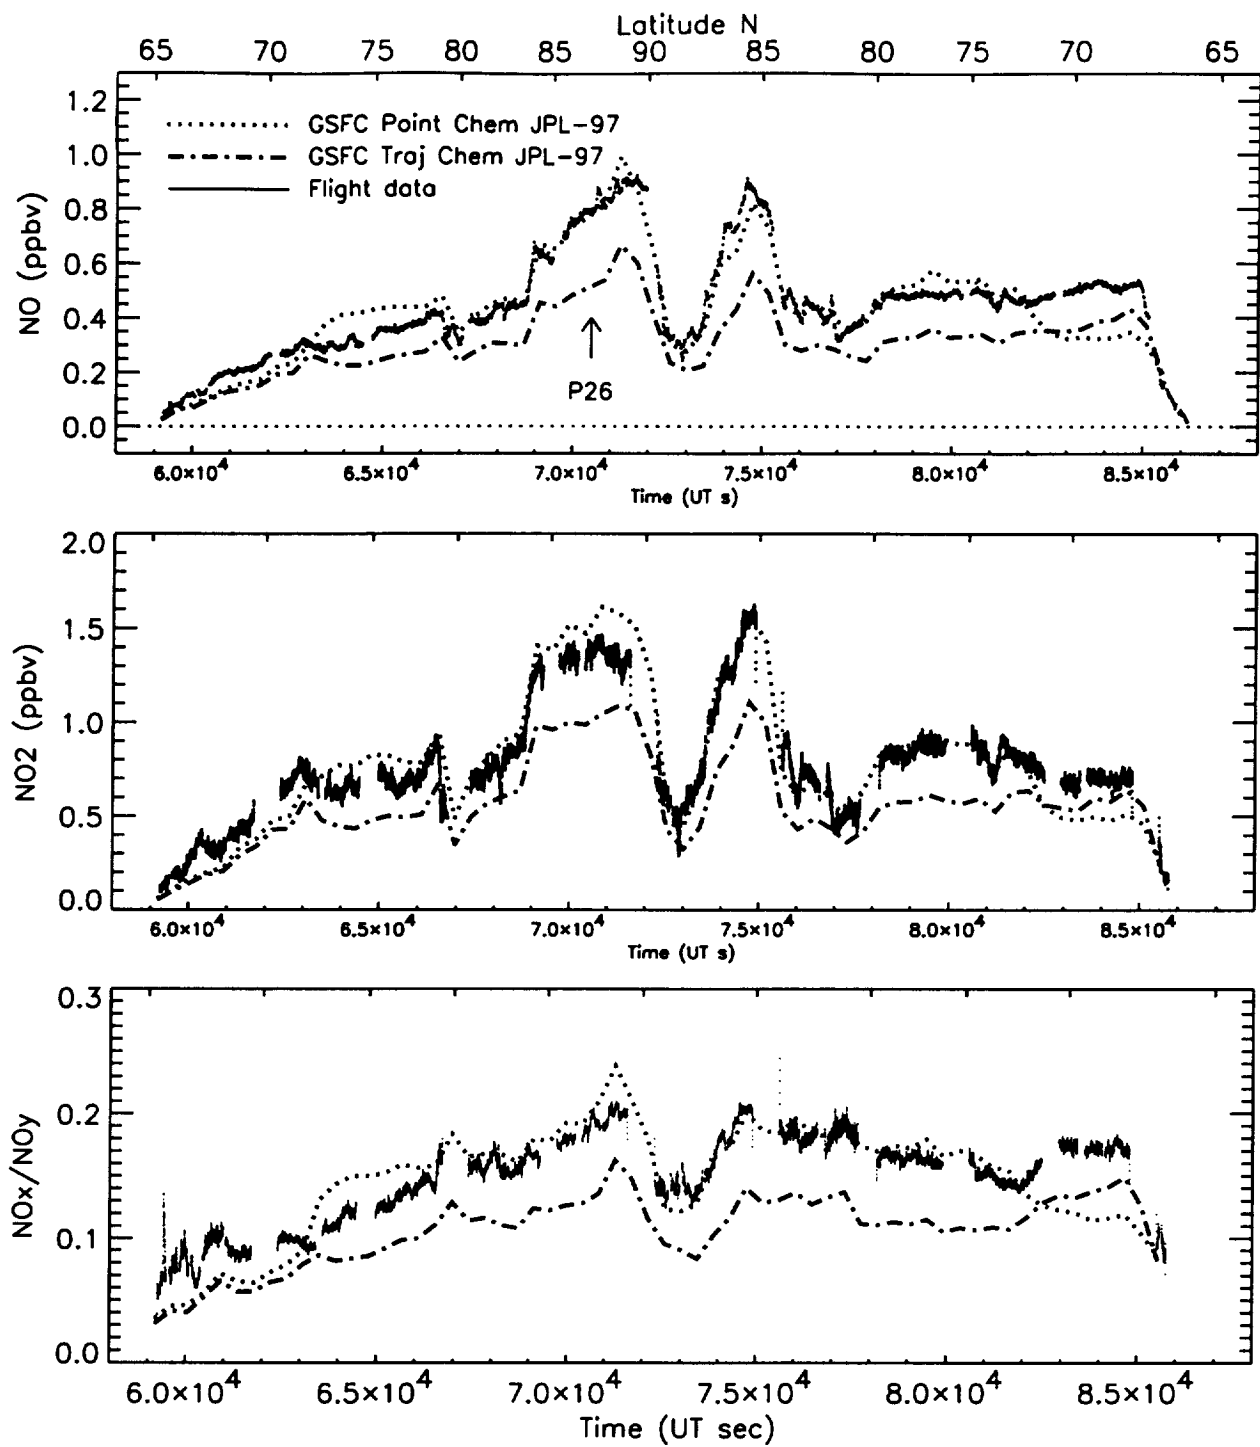 Latitude N
65 70 75 80 85 90 85 80 75 70 65
1.2
1.0
0.8
0.6
0.4
0.2
0.0
NO (ppbv)
GSFC Point Chem JPL-97
GSFC Traj Chem JPL-97
Flight data
P26
6.0×10⁴ 6.5×10⁴ 7.0×10⁴ 7.5×10⁴ 8.0×10⁴ 8.5×10⁴
Time (UT s)
2.0
1.5
1.0
0.5
0.0
NO2 (ppbv)
6.0×10⁴ 6.5×10⁴ 7.0×10⁴ 7.5×10⁴ 8.0×10⁴ 8.5×10⁴
Time (UT s)
0.3
0.2
0.1
0.0
NOx/NOy
6.0×10⁴ 6.5×10⁴ 7.0×10⁴ 7.5×10⁴ 8.0×10⁴ 8.5×10⁴
Time (UT sec)